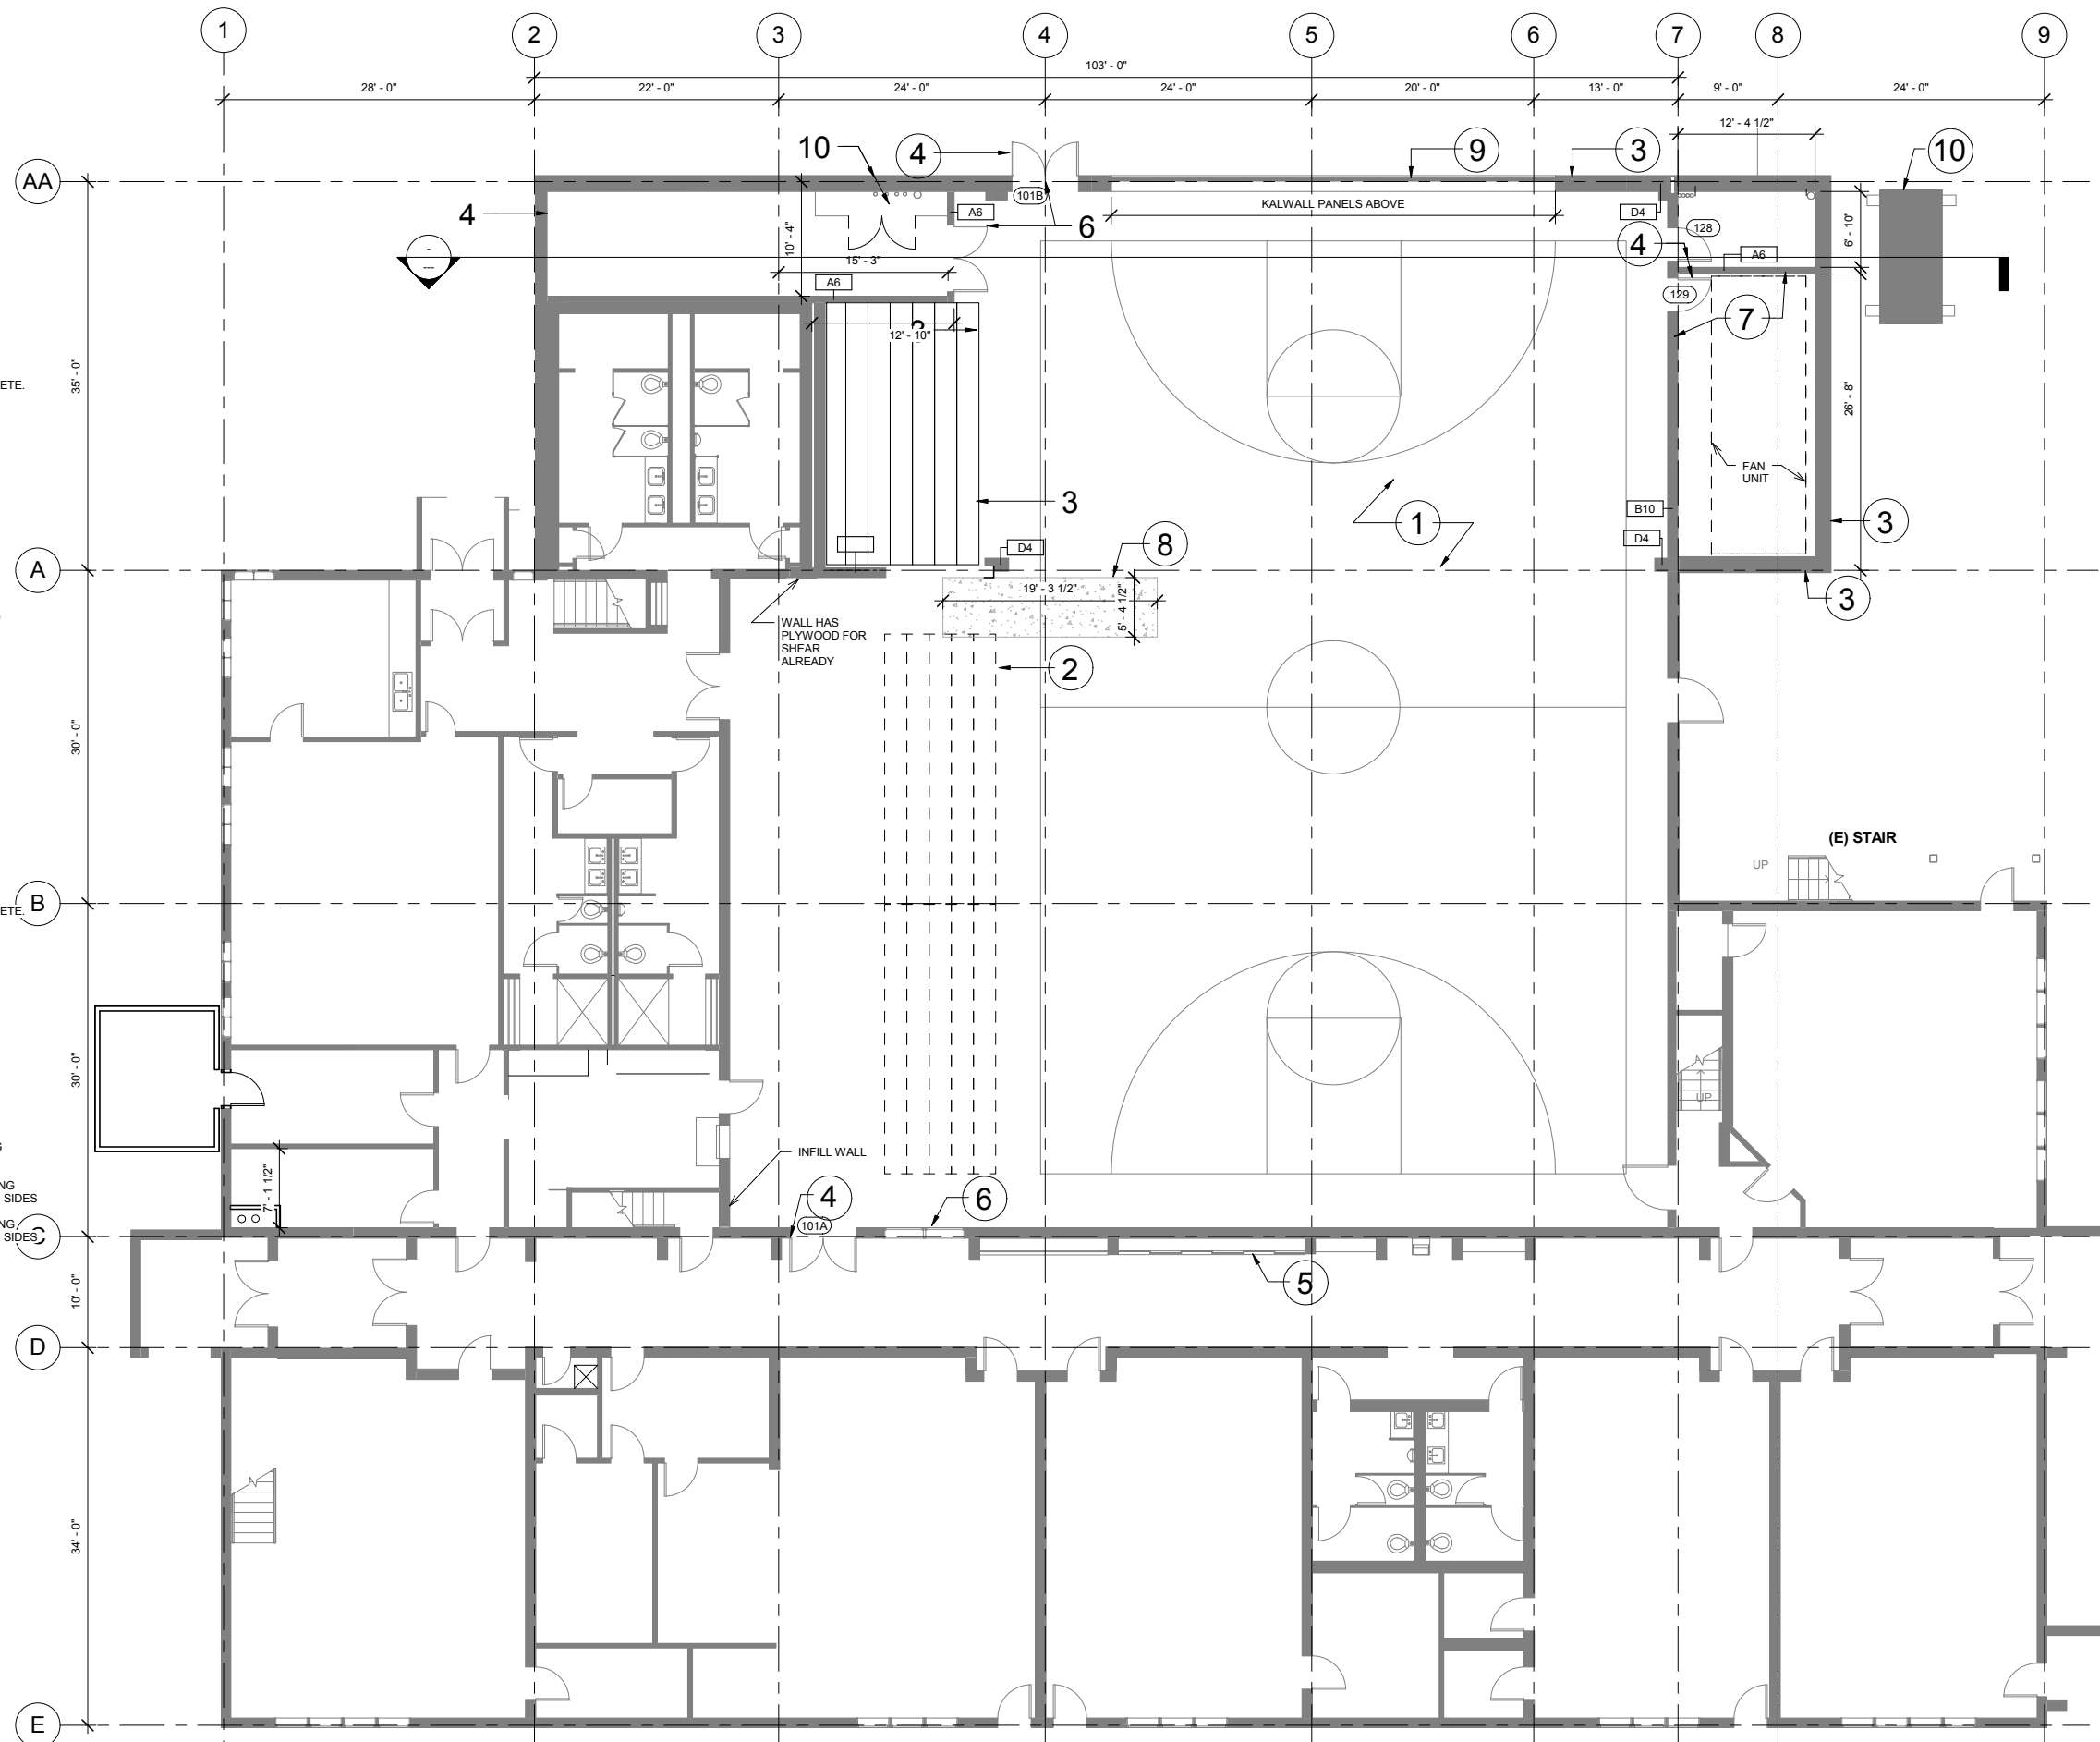 1
2
3
4
5
6
7
8
9
103' - 0"
28' - 0"
22' - 0"
24' - 0"
24' - 0"
20' - 0"
13' - 0"
9' - 0"
24' - 0"
12' - 4 1/2"
10
4
9
3
10
AA
101B
A6
6
KALWALL PANELS ABOVE
D4
128
4
10' - 4"
15' - 3"
4
A6
6' - 10"
-
---
A6
129
7
12' - 10"
35' - 0"
ETE.
26' - 8"
FAN
UNIT
3
1
B10
3
D4
D4
8
A
19' - 3 1/2"
5' - 4 1/2"
3
WALL HAS
PLYWOOD FOR
SHEAR
ALREADY
2
30' - 0"
(E) STAIR
UP
ETE.
B
30' - 0"
UP
INFILL WALL
G
NG
SIDES
NG
SIDES
7' - 1 1/2"
4
6
101A
C
5
10' - 0"
D
34' - 0"
E